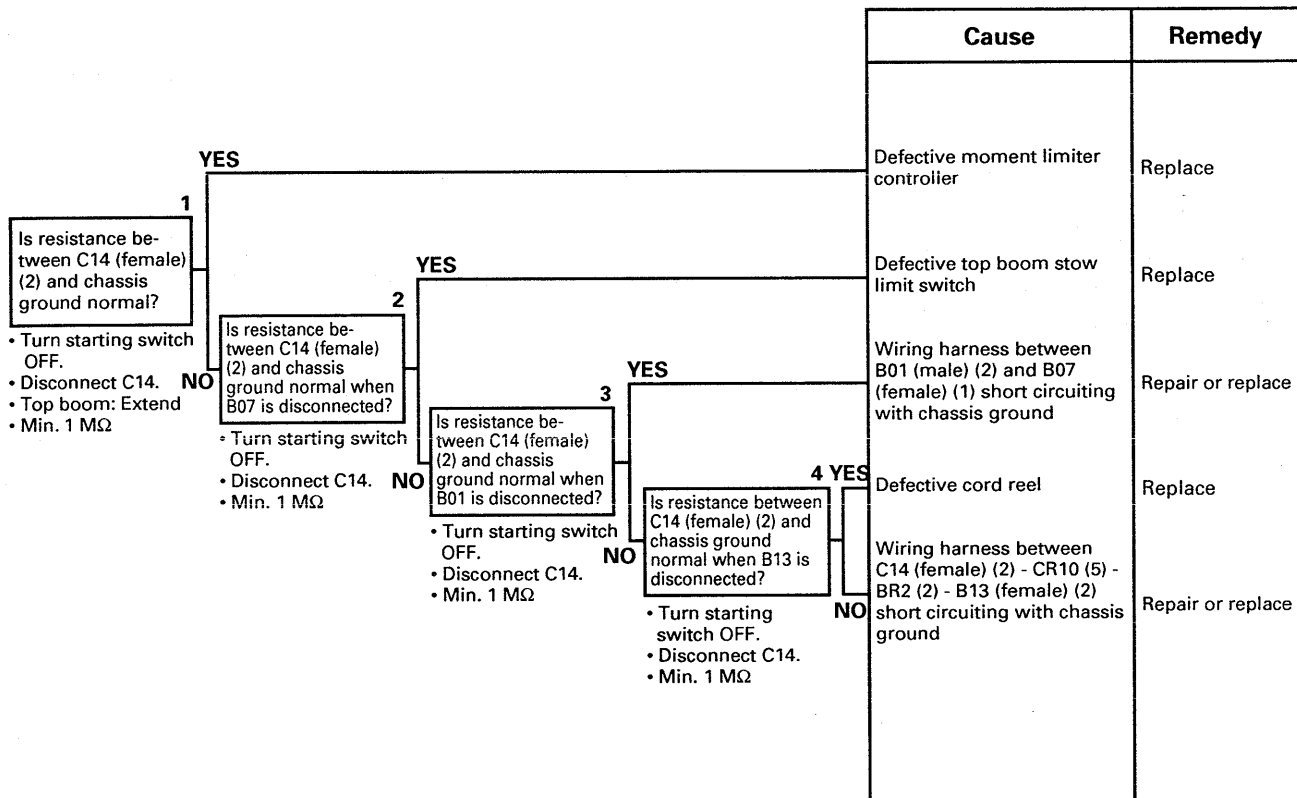 Cause
Remedy
YES
Defective moment limiter
controller
Replace
1
Is resistance be-
tween C14 (female)
(2) and chassis
ground normal?
• Turn starting switch
OFF.
• Disconnect C14.
• Top boom: Extend
• Min. 1 MΩ
YES
Defective top boom stow
limit switch
Replace
2
NO
Is resistance be-
tween C14 (female)
(2) and chassis
ground normal when
B07 is disconnected?
• Turn starting switch
OFF.
• Disconnect C14.
• Min. 1 MΩ
YES
Wiring harness between
B01 (male) (2) and B07
(female) (1) short circuiting
with chassis ground
Repair or replace
3
NO
Is resistance be-
tween C14 (female)
(2) and chassis
ground normal when
B01 is disconnected?
• Turn starting switch
OFF.
• Disconnect C14.
• Min. 1 MΩ
4 YES
Defective cord reel
Replace
NO
Is resistance between
C14 (female) (2) and
chassis ground
normal when B13 is
disconnected?
• Turn starting
switch OFF.
• Disconnect C14.
• Min. 1 MΩ
NO
Wiring harness between
C14 (female) (2) - CR10 (5) -
BR2 (2) - B13 (female) (2)
short circuiting with chassis
ground
Repair or replace